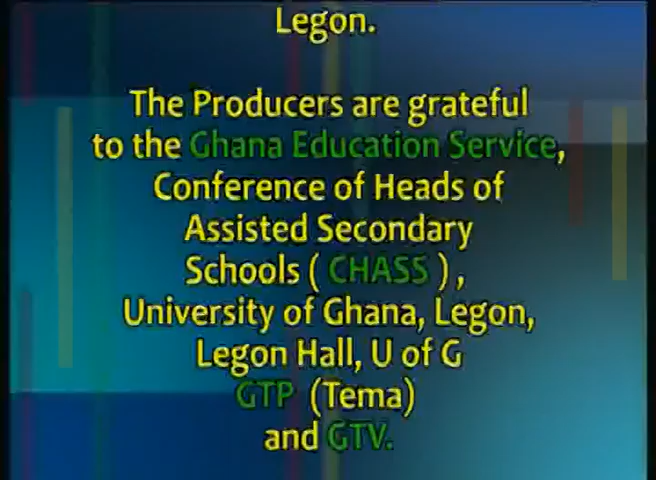 Legon.
The Producers are grateful
to the Ghana Education Service,
Conference of Heads of
Assisted Secondary
Schools ( CHASS ) ,
University of Ghana, Legon,
Legon Hall, U of G
GTP (Tema)
and GTV.